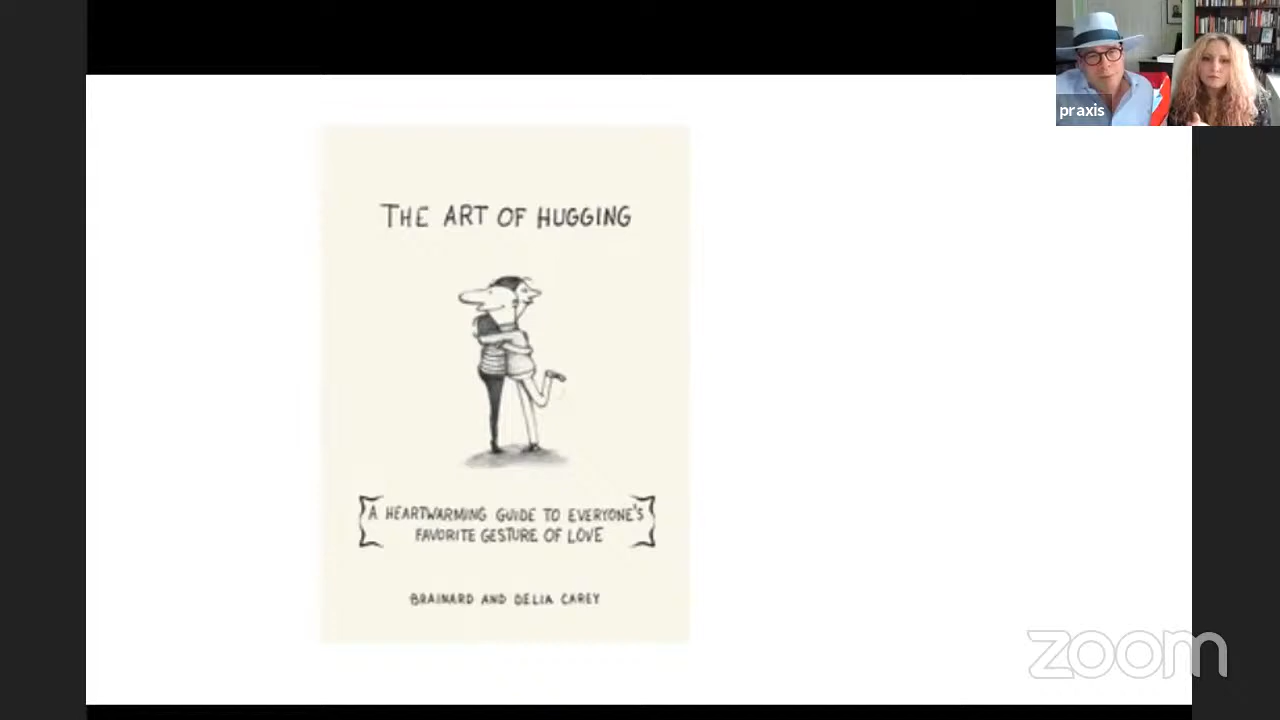 praxis
THE ART OF HUGGING
A HEARTWARMING GUIDE TO EVERYONE'S
FAVORITE GESTURE OF LOVE
BRAINARD AND DELIA CAREY
zoom